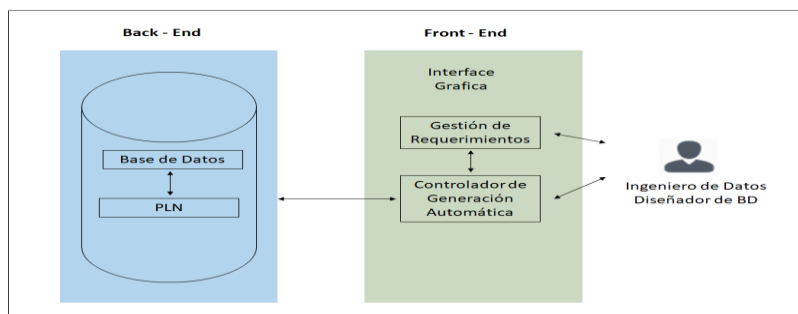 Back - End
Front - End
Interface
Grafica
Gestión de
Requerimientos
Base de Datos
PLN
Controlador de
Generación
Automática
Ingeniero de Datos
Diseñador de BD